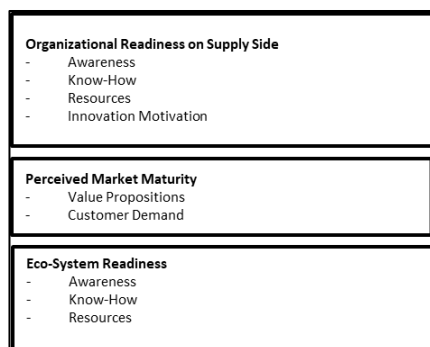 Organizational Readiness on Supply Side
- Awareness
- Know-How
- Resources
- Innovation Motivation
Perceived Market Maturity
- Value Propositions
- Customer Demand
Eco-System Readiness
- Awareness
- Know-How
- Resources